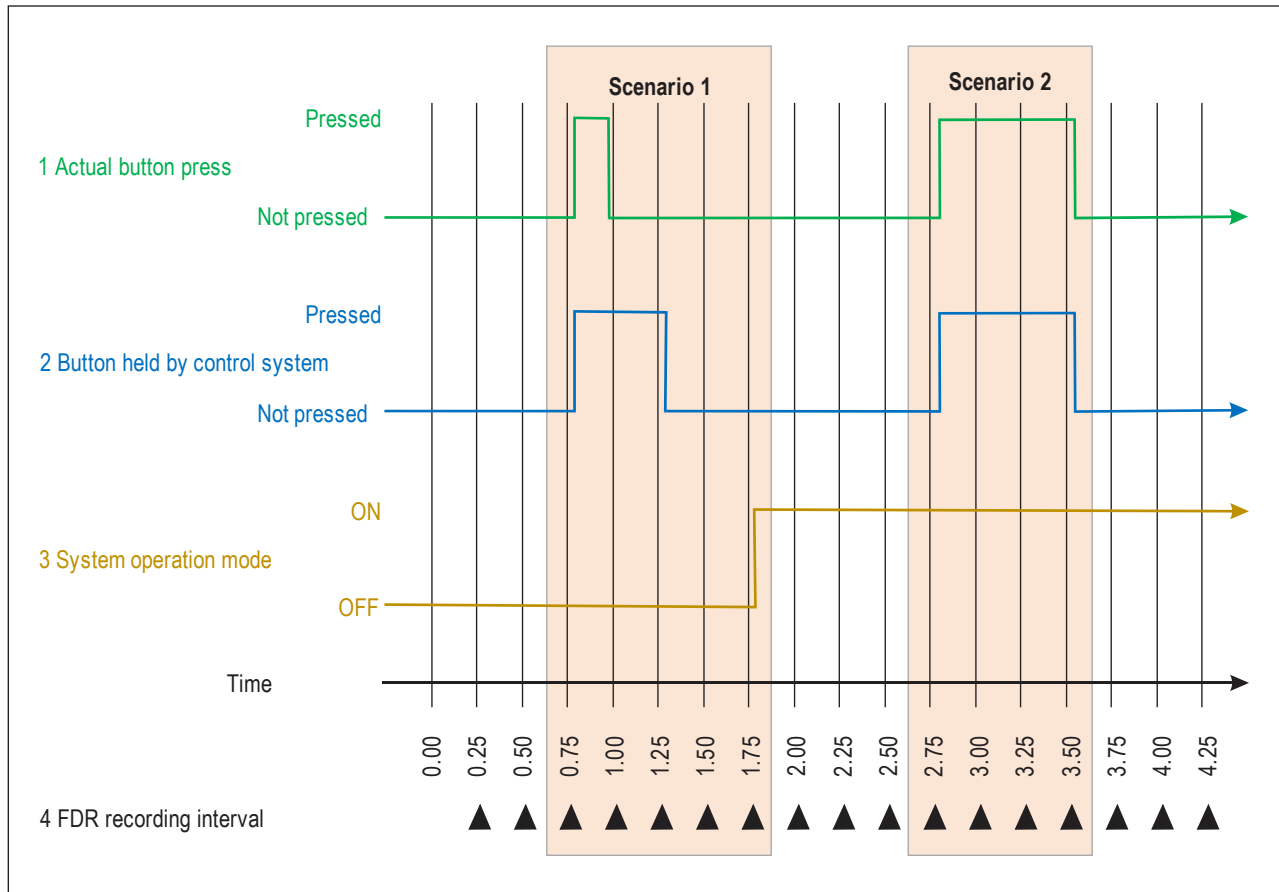 Scenario 1
Scenario 2
Pressed
1 Actual button press
Not pressed
Pressed
2 Button held by control system
Not pressed
ON
3 System operation mode
OFF
Time
0.00 0.25 0.50 0.75 1.00 1.25 1.50 1.75 2.00 2.25 2.50 2.75 3.00 3.25 3.50 3.75 4.00 4.25
4 FDR recording interval